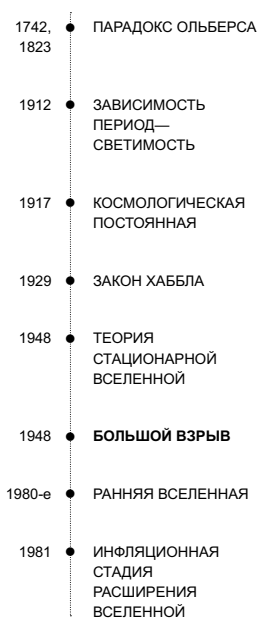 1742, ПАРАДОКС ОЛЬБЕРСА
1823
1912 ЗАВИСИМОСТЬ
ПЕРИОД—
СВЕТИМОСТЬ
1917 КОСМОЛОГИЧЕСКАЯ
ПОСТОЯННАЯ
1929 ЗАКОН ХАББЛА
1948 ТЕОРИЯ
СТАЦИОНАРНОЙ
ВСЕЛЕННОЙ
1948 БОЛЬШОЙ ВЗРЫВ
1980-е РАННЯЯ ВСЕЛЕННАЯ
1981 ИНФЛЯЦИОННАЯ
СТАДИЯ
РАСШИРЕНИЯ
ВСЕЛЕННОЙ